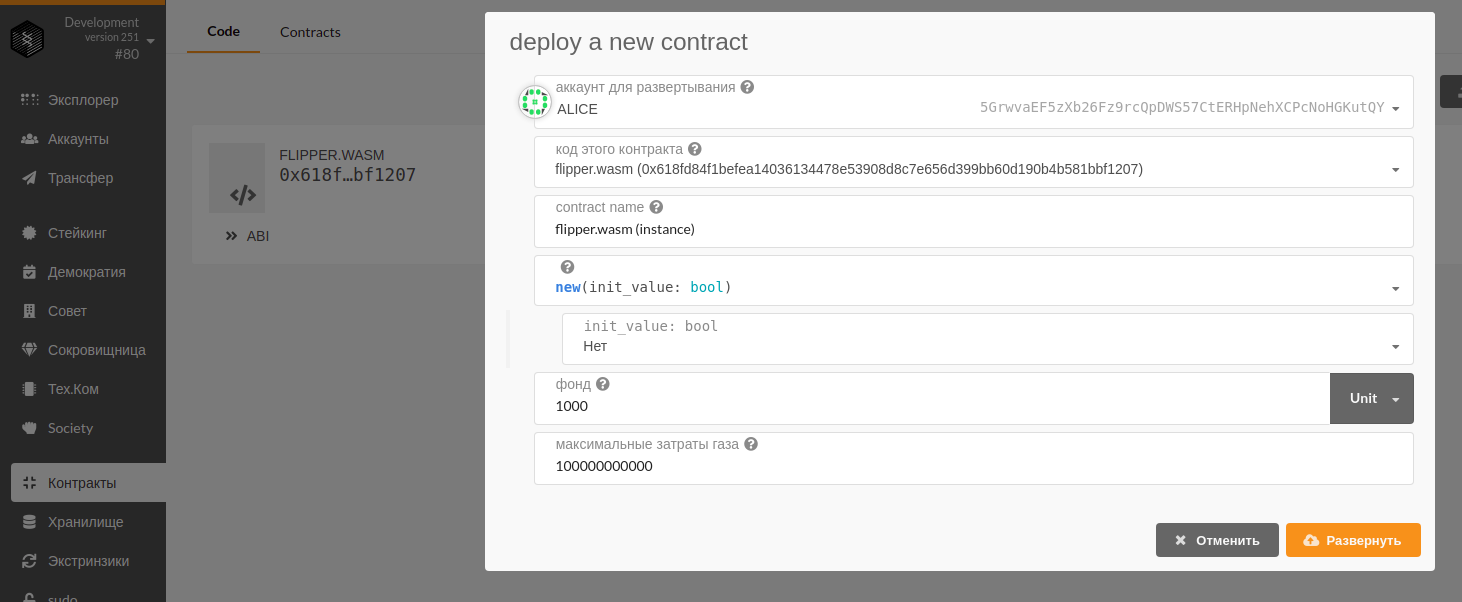 Development
version 251
#80
Эксплорер
Аккаунты
Трансфер
Стейкинг
Демократия
Совет
Сокровищница
Тех.Ком
Society
Контракты
Хранилище
Экстринзики
sudo
Code
Contracts
FLIPPER.WASM
0x618f…bf1207
ABI
deploy a new contract
аккаунт для развертывания
ALICE
5GrwvaEF5zXb26Fz9rcQpDWS57CtERHpNehXCPcNoHGKutQY
код этого контракта
flipper.wasm (0x618fd84f1befea14036134478e53908d8c7e656d399bb60d190b4b581bbf1207)
contract name
flipper.wasm (instance)
new(init_value: bool)
init_value: bool
Нет
фонд
1000
Unit
максимальные затраты газа
100000000000
Отменить
Развернуть